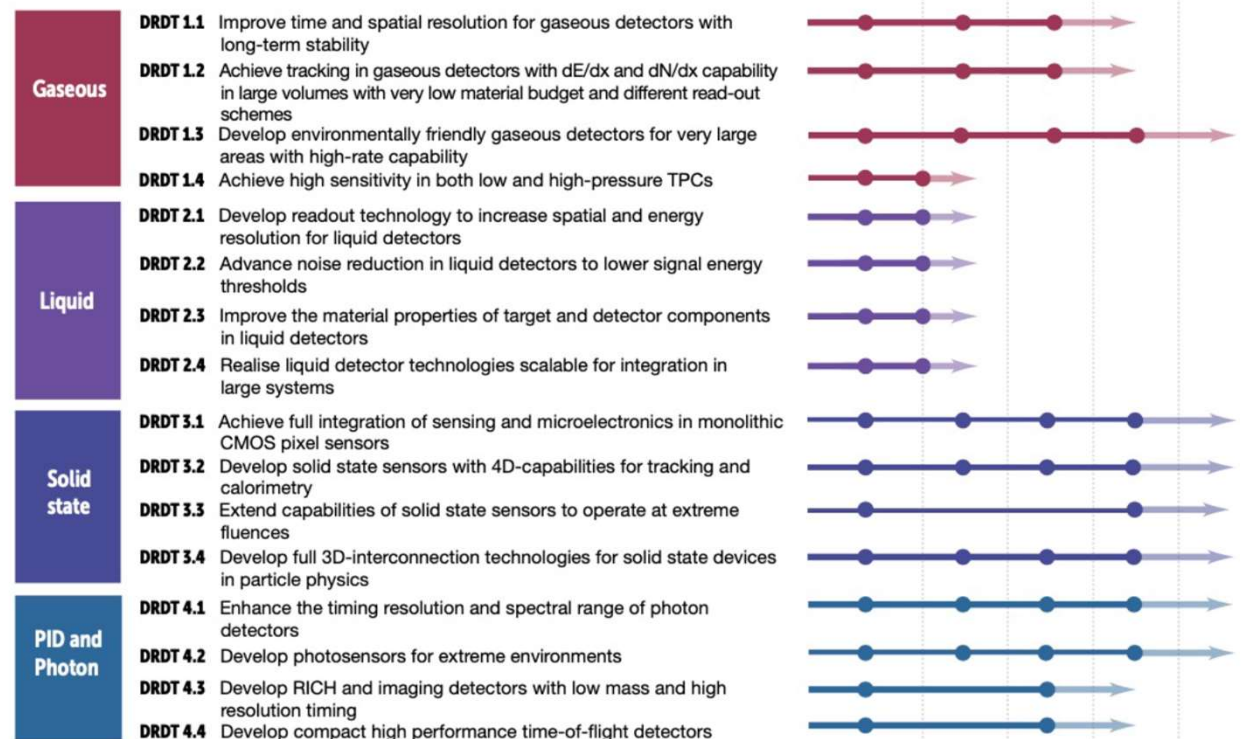 Gaseous
DRDT 1.1 Improve time and spatial resolution for gaseous detectors with
long-term stability
DRDT 1.2 Achieve tracking in gaseous detectors with dE/dx and dN/dx capability
in large volumes with very low material budget and different read-out
schemes
DRDT 1.3 Develop environmentally friendly gaseous detectors for very large
areas with high-rate capability
DRDT 1.4 Achieve high sensitivity in both low and high-pressure TPCs
Liquid
DRDT 2.1 Develop readout technology to increase spatial and energy
resolution for liquid detectors
DRDT 2.2 Advance noise reduction in liquid detectors to lower signal energy
thresholds
DRDT 2.3 Improve the material properties of target and detector components
in liquid detectors
DRDT 2.4 Realise liquid detector technologies scalable for integration in
large systems
Solid
state
DRDT 3.1 Achieve full integration of sensing and microelectronics in monolithic
CMOS pixel sensors
DRDT 3.2 Develop solid state sensors with 4D-capabilities for tracking and
calorimetry
DRDT 3.3 Extend capabilities of solid state sensors to operate at extreme
fluences
DRDT 3.4 Develop full 3D-interconnection technologies for solid state devices
in particle physics
PID and
Photon
DRDT 4.1 Enhance the timing resolution and spectral range of photon
detectors
DRDT 4.2 Develop photosensors for extreme environments
DRDT 4.3 Develop RICH and imaging detectors with low mass and high
resolution timing
DRDT 4.4 Develop compact high performance time-of-flight detectors